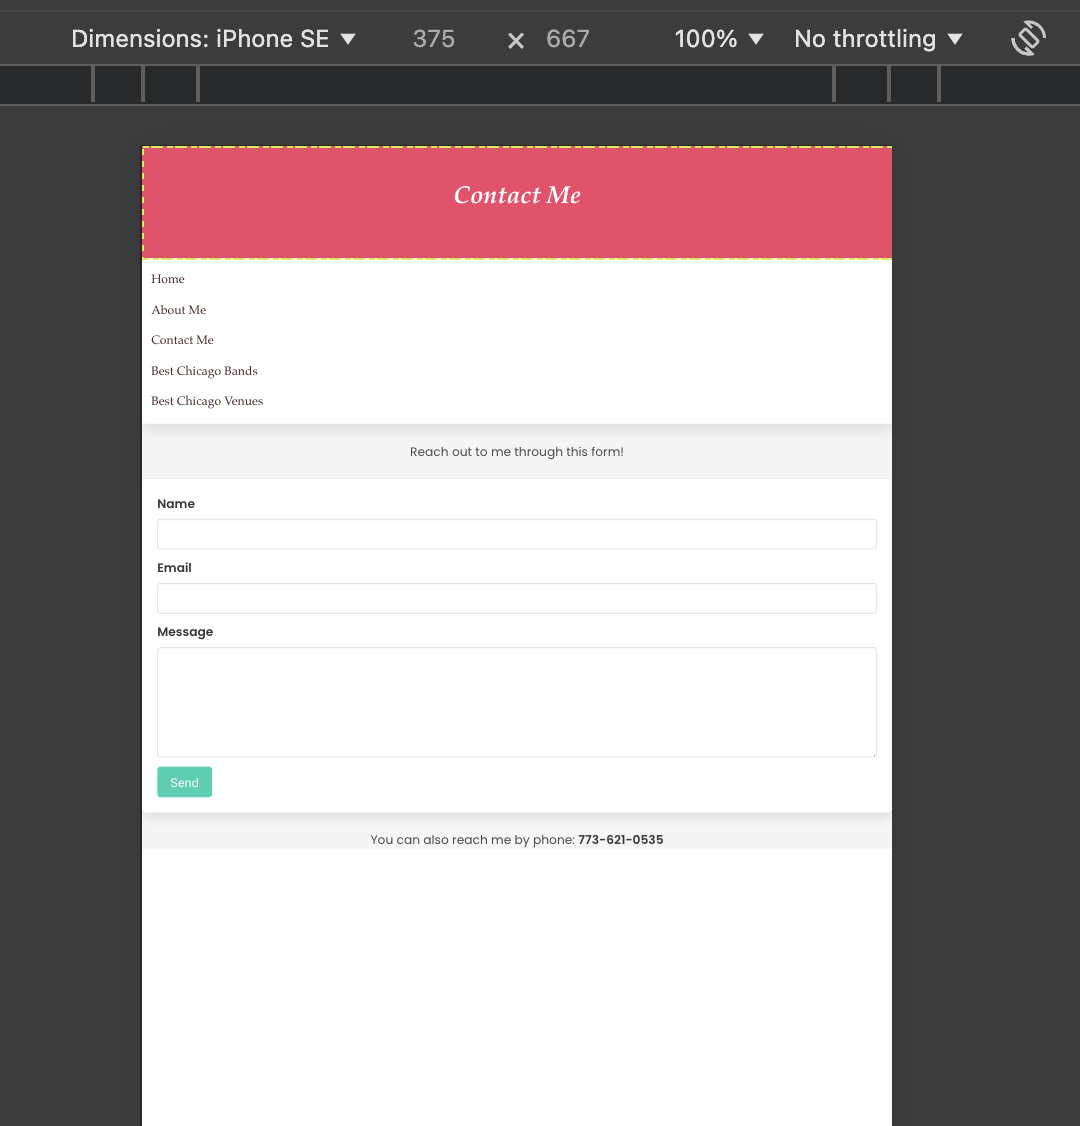 Dimensions: iPhone SE ▼ 375 × 667 100% ▼ No throttling ▼
Contact Me
Home
About Me
Contact Me
Best Chicago Bands
Best Chicago Venues
Reach out to me through this form!
Name
Email
Message
Send
You can also reach me by phone: 773-621-0535